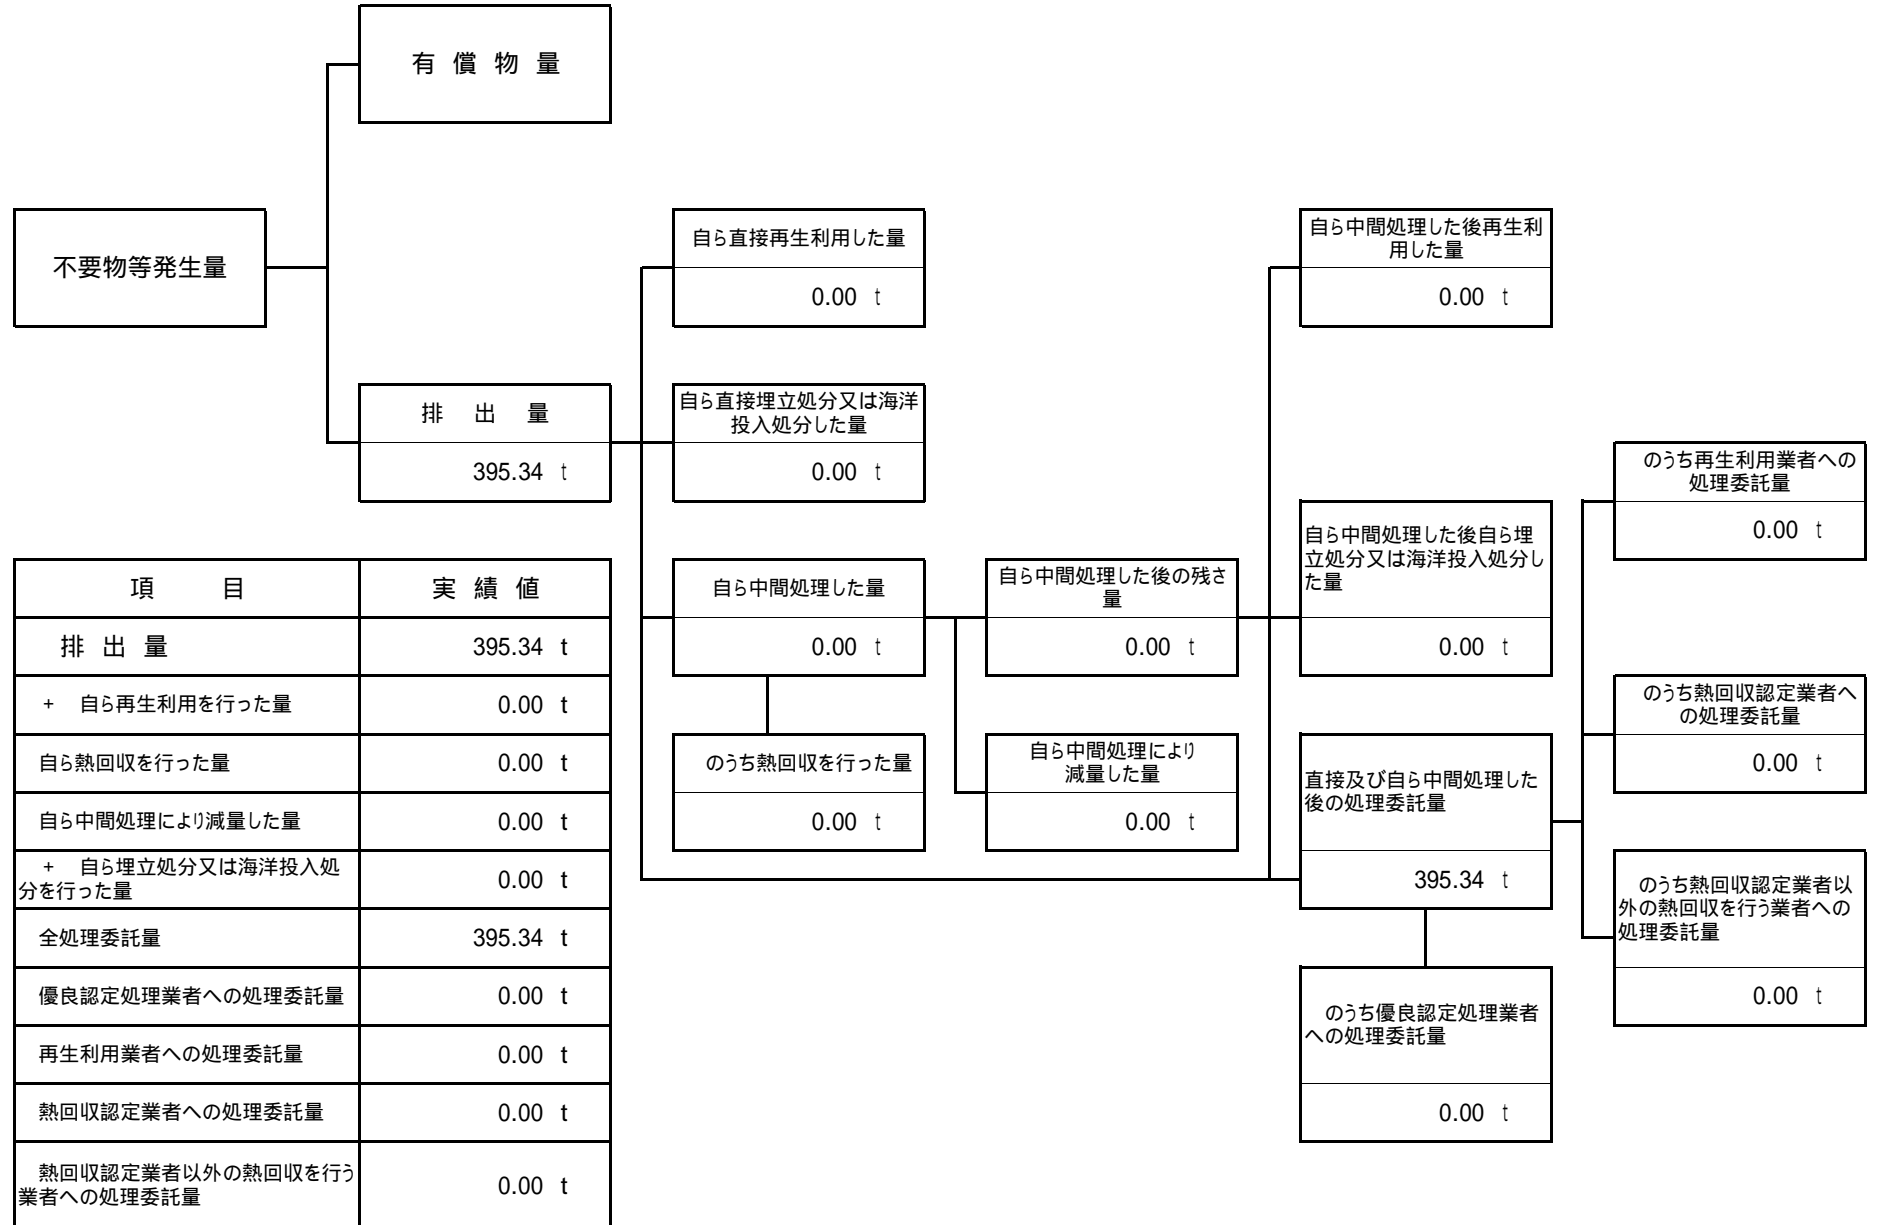 有 償 物 量
不要物等発生量
自ら直接再生利用した量
0.00 t
自ら中間処理した後再生利
用した量
0.00 t
排 出 量
395.34 t
自ら直接埋立処分又は海洋
投入処分した量
0.00 t
のうち再生利用業者への
処理委託量
0.00 t
自ら中間処理した量
0.00 t
自ら中間処理した後の残さ
量
0.00 t
自ら中間処理した後自ら埋
立処分又は海洋投入処分し
た量
0.00 t
のうち熱回収認定業者へ
の処理委託量
0.00 t
のうち熱回収を行った量
0.00 t
自ら中間処理により
減量した量
0.00 t
直接及び自ら中間処理した
後の処理委託量
395.34 t
のうち熱回収認定業者以
外の熱回収を行う業者への
処理委託量
0.00 t
のうち優良認定処理業者
への処理委託量
0.00 t
項 目 実 績 値
排 出 量 395.34 t
+ 自ら再生利用を行った量 0.00 t
自ら熱回収を行った量 0.00 t
自ら中間処理により減量した量 0.00 t
+ 自ら埋立処分又は海洋投入処
分を行った量 0.00 t
全処理委託量 395.34 t
優良認定処理業者への処理委託量 0.00 t
再生利用業者への処理委託量 0.00 t
熱回収認定業者への処理委託量 0.00 t
熱回収認定業者以外の熱回収を行う
業者への処理委託量 0.00 t